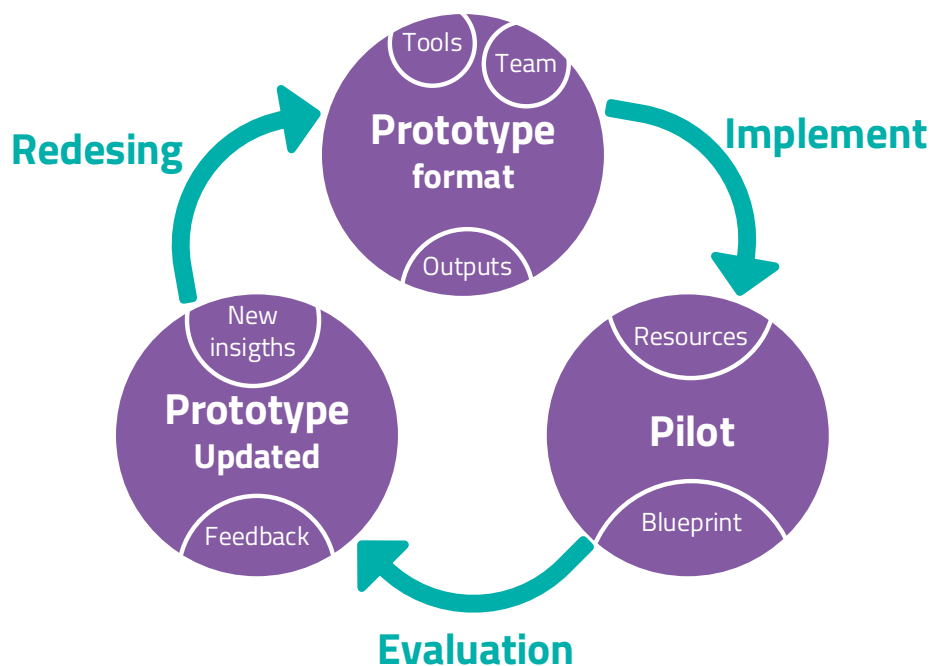 Tools
Team
Prototype
format
Outputs
Redesing
Implement
New
insigths
Prototype
Updated
Feedback
Resources
Pilot
Blueprint
Evaluation